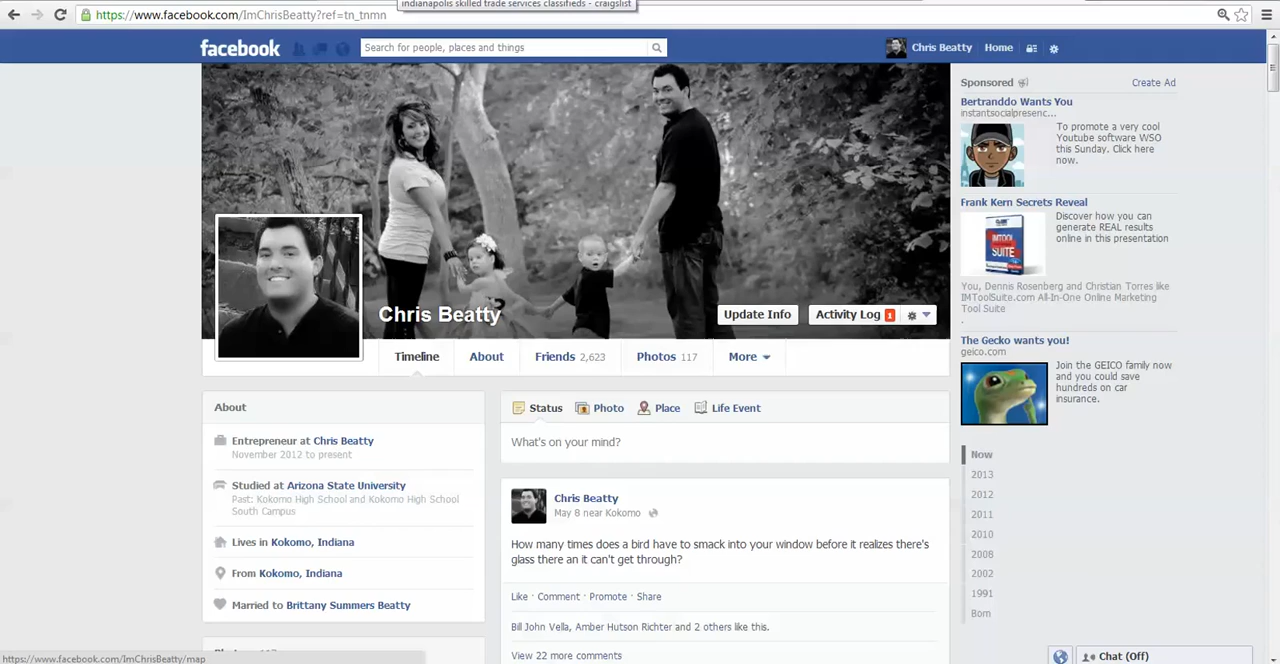 indianapolis skilled trade services classifieds - craigslist
https://www.facebook.com/ImChrisBeatty?ref=tn_tnmn
facebook
Search for people, places and things
Chris Beatty
Home
Chris Beatty
Update Info
Activity Log 1
Timeline
About
Friends 2,623
Photos 117
More
About
Entrepreneur at Chris Beatty
November 2012 to present
Studied at Arizona State University
Past: Kokomo High School and Kokomo High School
South Campus
Lives in Kokomo, Indiana
From Kokomo, Indiana
Married to Brittany Summers Beatty
Status
Photo
Place
Life Event
What's on your mind?
Chris Beatty
May 8 near Kokomo
How many times does a bird have to smack into your window before it realizes there's
glass there an it can't get through?
Like · Comment · Promote · Share
Bill John Vella, Amber Hutson Richter and 2 others like this.
View 22 more comments
Sponsored
Create Ad
Bertranddo Wants You
instantsocialpresenc...
To promote a very cool
Youtube software WSO
this Sunday. Click here
now.
Frank Kern Secrets Reveal
IMTOOL
SUITE
Discover how you can
generate REAL results
online in this presentation
You, Dennis Rosenberg and Christian Torres like
IMToolSuite.com All-In-One Online Marketing
Tool Suite
.
The Gecko wants you!
geico.com
Join the GEICO family now
and you could save
hundreds on car
insurance.
Now
2013
2012
2011
2010
2008
2002
1991
Born
https://www.facebook.com/ImChrisBeatty/map
Chat (Off)